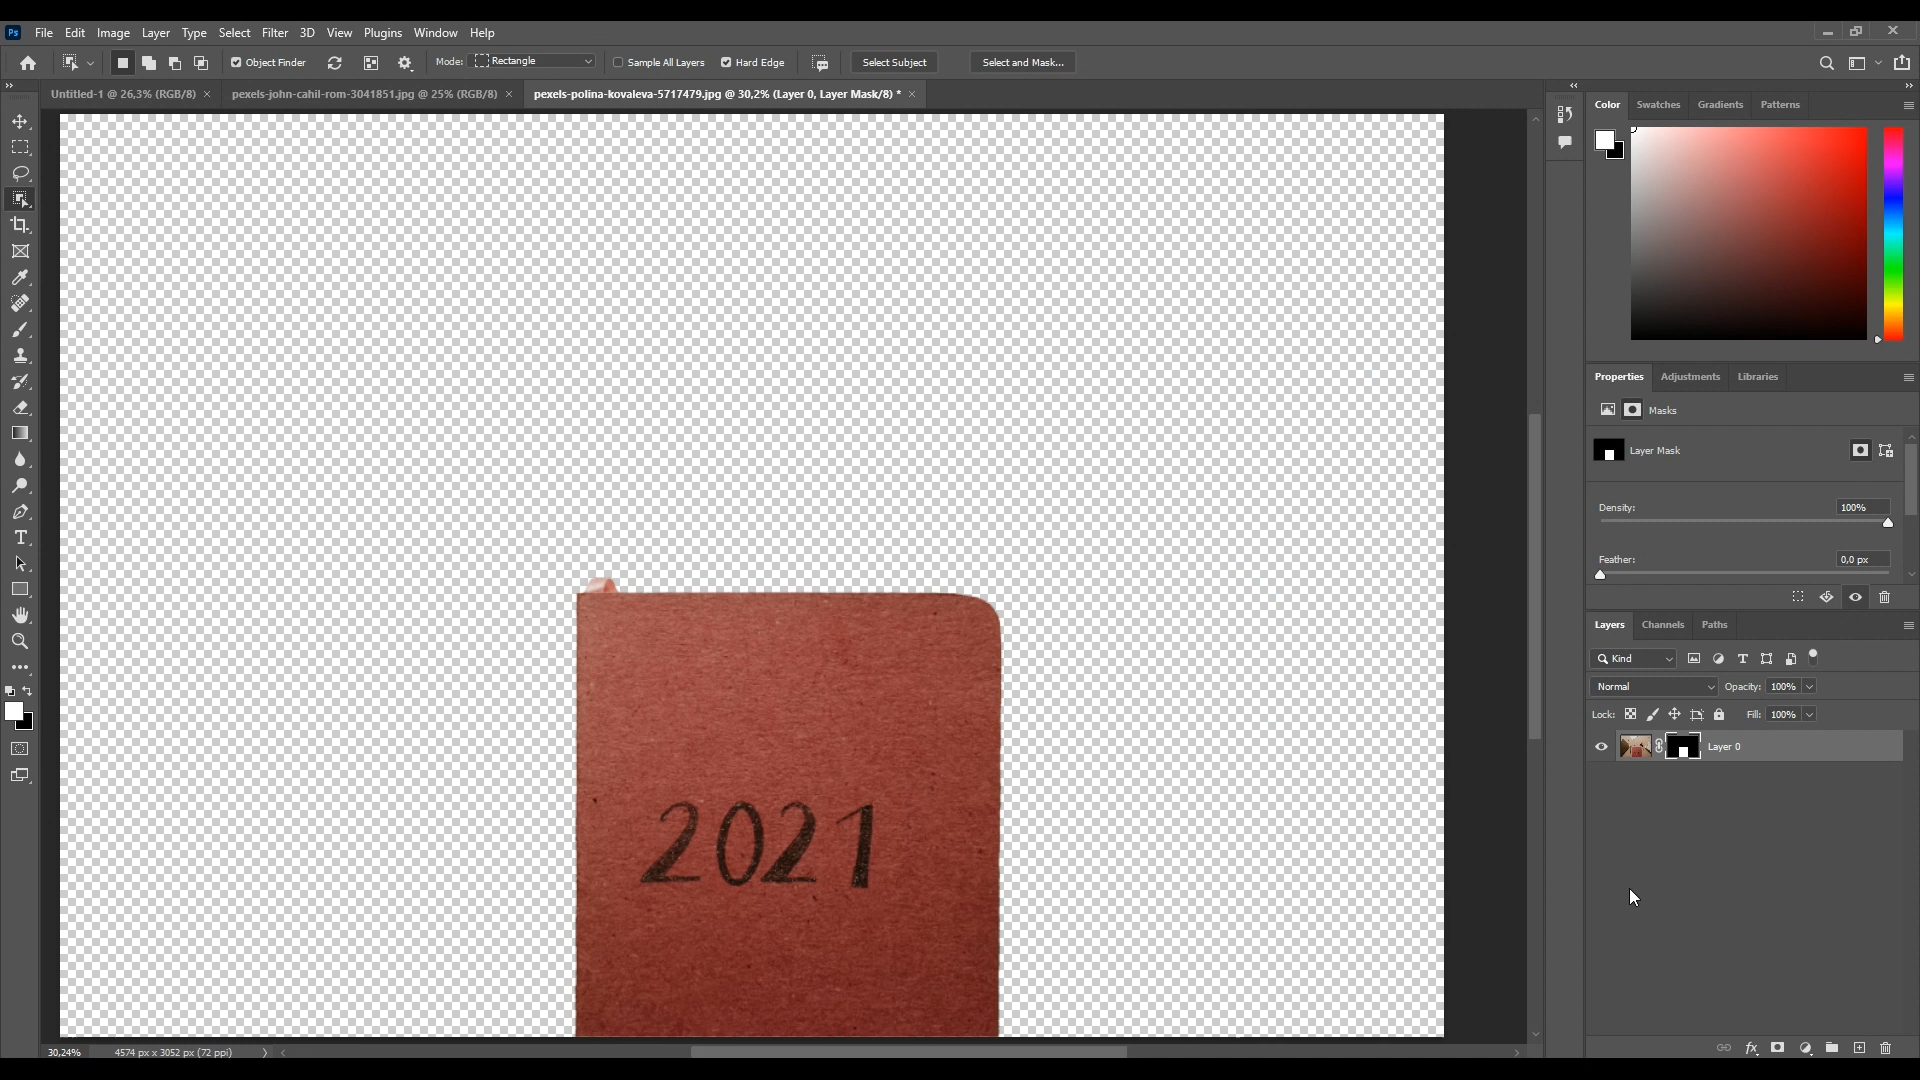 Ps File Edit Image Layer Type Select Filter 3D View Plugins Window Help
Object Finder Mode: Rectangle Sample All Layers Hard Edge Select Subject Select and Mask...
Untitled-1 @ 26,3% (RGB/8) × pexels-john-cahil-rom-3041851.jpg @ 25% (RGB/8) × pexels-polina-kovaleva-5717479.jpg @ 30,2% (Layer 0, Layer Mask/8) * ×
Color Swatches Gradients Patterns
Properties Adjustments Libraries
Masks
Layer Mask
Density: 100%
Feather: 0,0 px
Layers Channels Paths
Kind
Normal Opacity: 100%
Lock: Fill: 100%
Layer 0
2021
30,24% 4574 px x 3052 px (72 ppi)